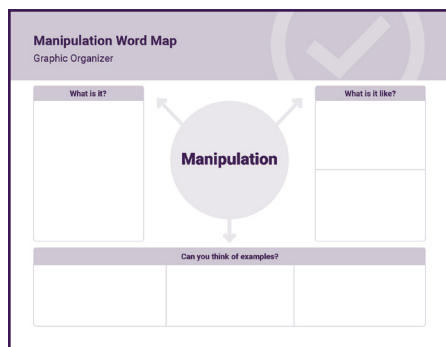 Manipulation Word Map
Graphic Organizer
What is it?
What is it like?
Manipulation
Can you think of examples?